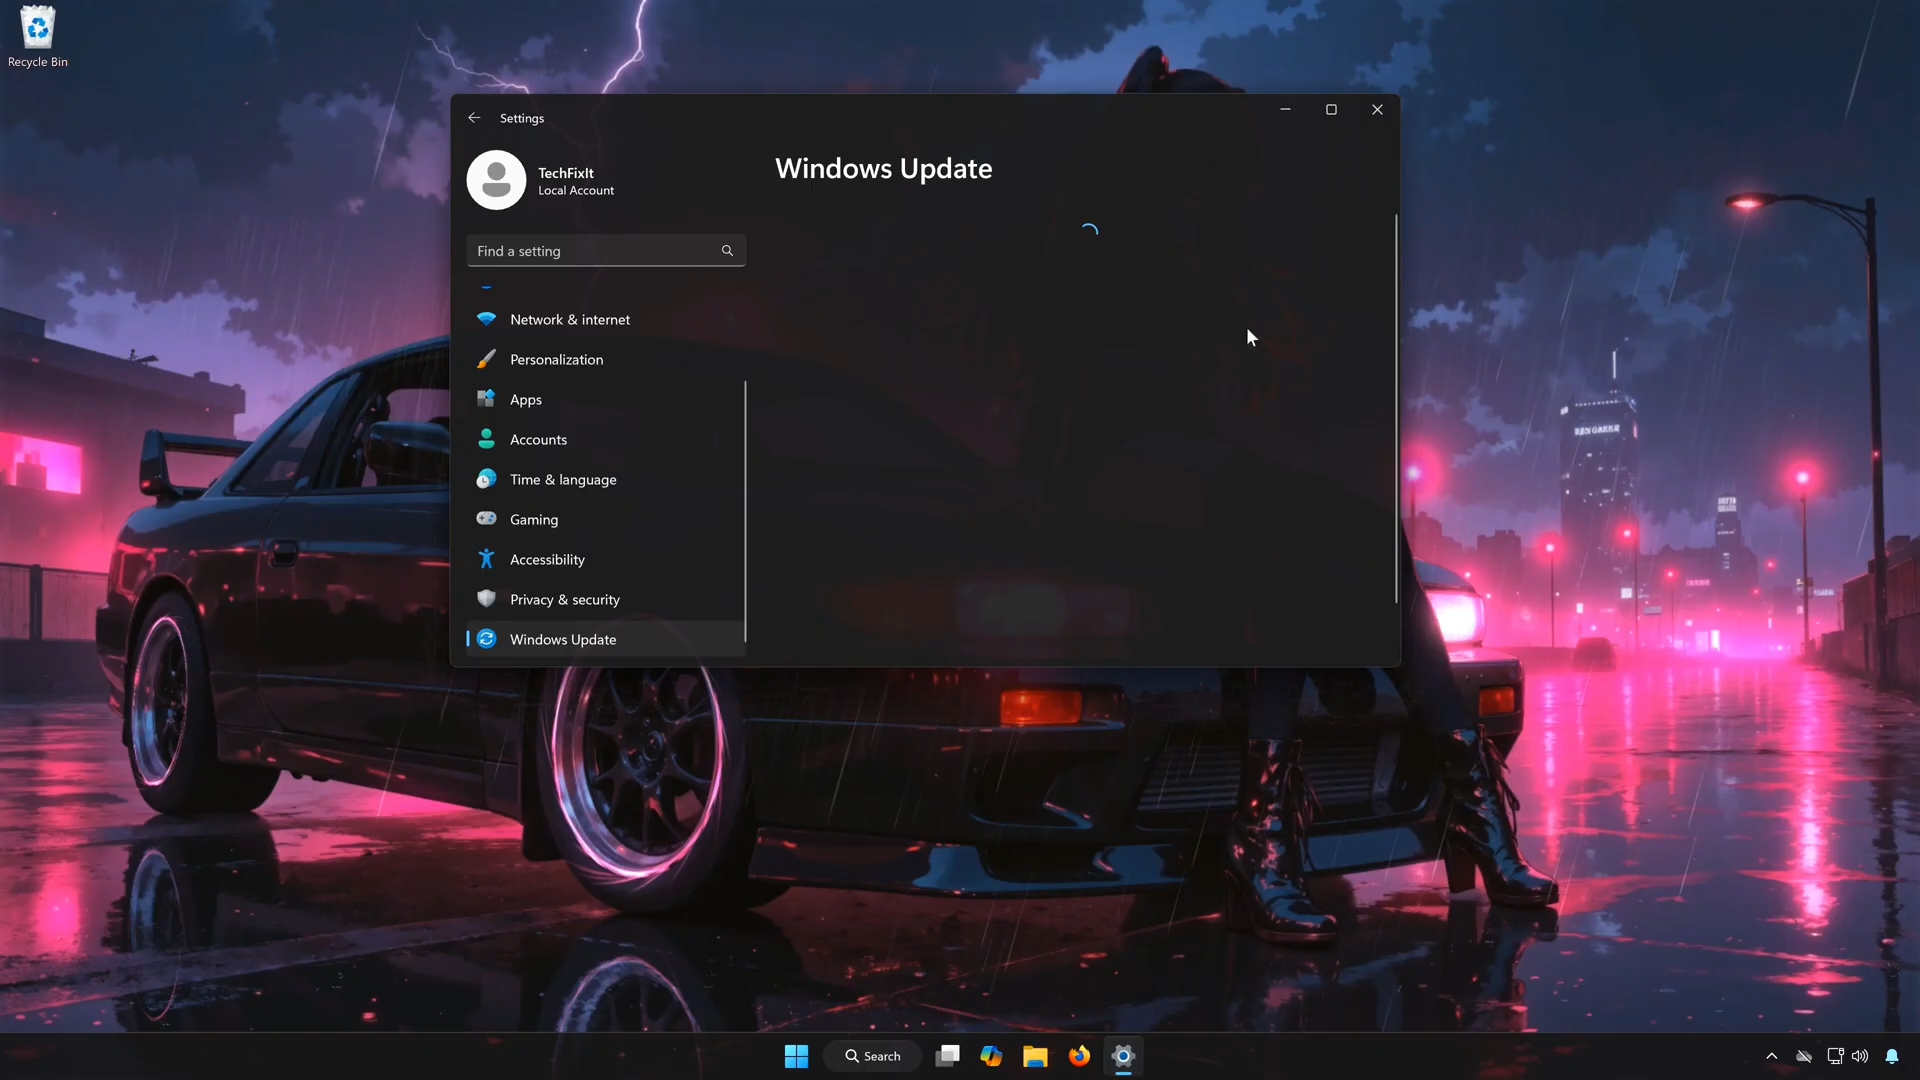 Recycle Bin
Settings
TechFixIt
Local Account
Windows Update
Find a setting
Network & internet
Personalization
Apps
Accounts
Time & language
Gaming
Accessibility
Privacy & security
Windows Update
Search